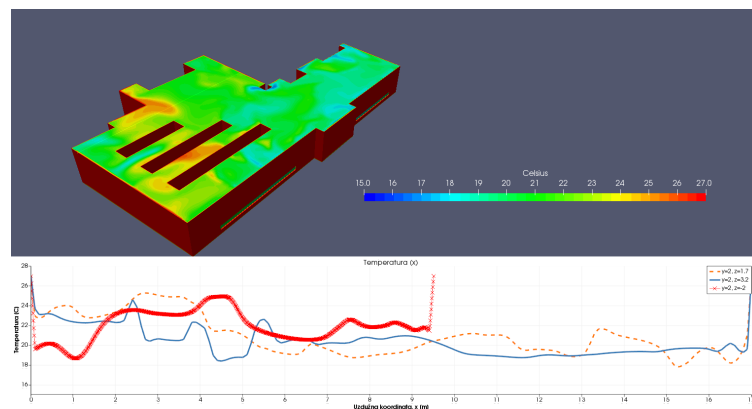 Celsius
15.0 16 17 18 19 20 21 22 23 24 25 26 27.0
Temperatura (x)
y=2, z=1.7
y=2, z=3.2
y=2, z=-2
Temperatura (C)
28
26
24
22
20
18
16
0 1 2 3 4 5 6 7 8 9 10 11 12 13 14 15 16
Uzdužna koordinata, x (m)